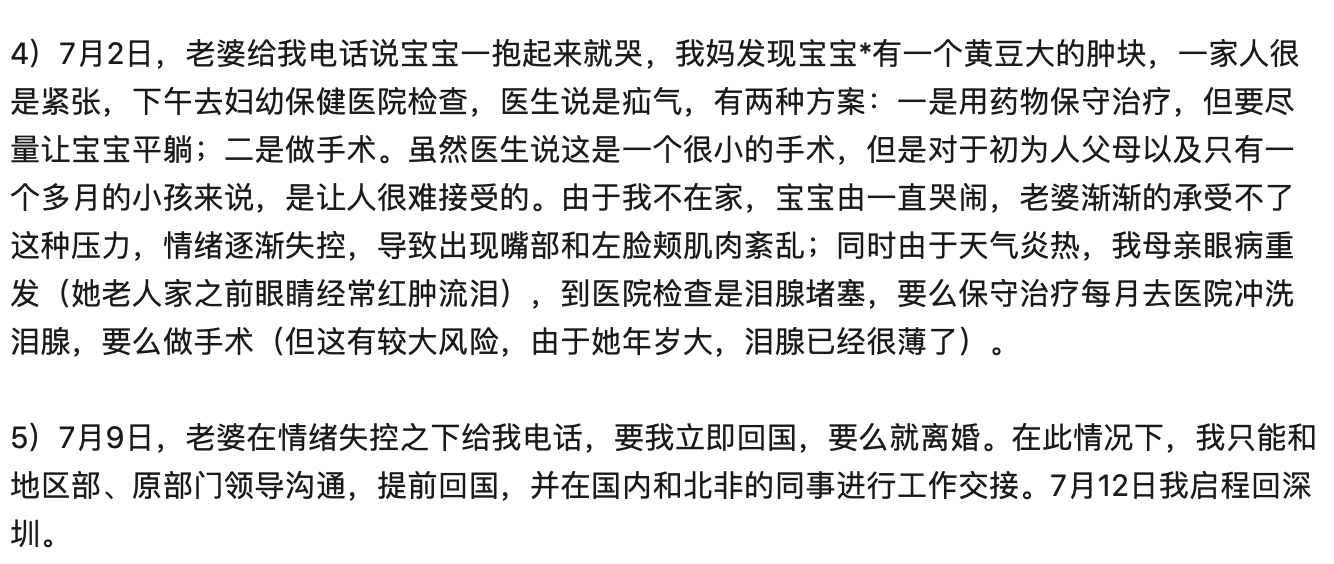 4）7月2日，老婆给我电话说宝宝一抱起来就哭，我妈发现宝宝*有一个黄豆大的肿块，一家人很
是紧张，下午去妇幼保健医院检查，医生说是疝气，有两种方案：一是用药物保守治疗，但要尽
量让宝宝平躺；二是做手术。虽然医生说这是一个很小的手术，但是对于初为人父母以及只有一
个多月的小孩来说，是让人很难接受的。由于我不在家，宝宝由一直哭闹，老婆渐渐的承受不了
这种压力，情绪逐渐失控，导致出现嘴部和左脸颊肌肉紊乱；同时由于天气炎热，我母亲眼病重
发（她老人家之前眼睛经常红肿流泪），到医院检查是泪腺堵塞，要么保守治疗每月去医院冲洗
泪腺，要么做手术（但这有较大风险，由于她年岁大，泪腺已经很薄了）。
5）7月9日，老婆在情绪失控之下给我电话，要我立即回国，要么就离婚。在此情况下，我只能和
地区部、原部门领导沟通，提前回国，并在国内和北非的同事进行工作交接。7月12日我启程回深
圳。